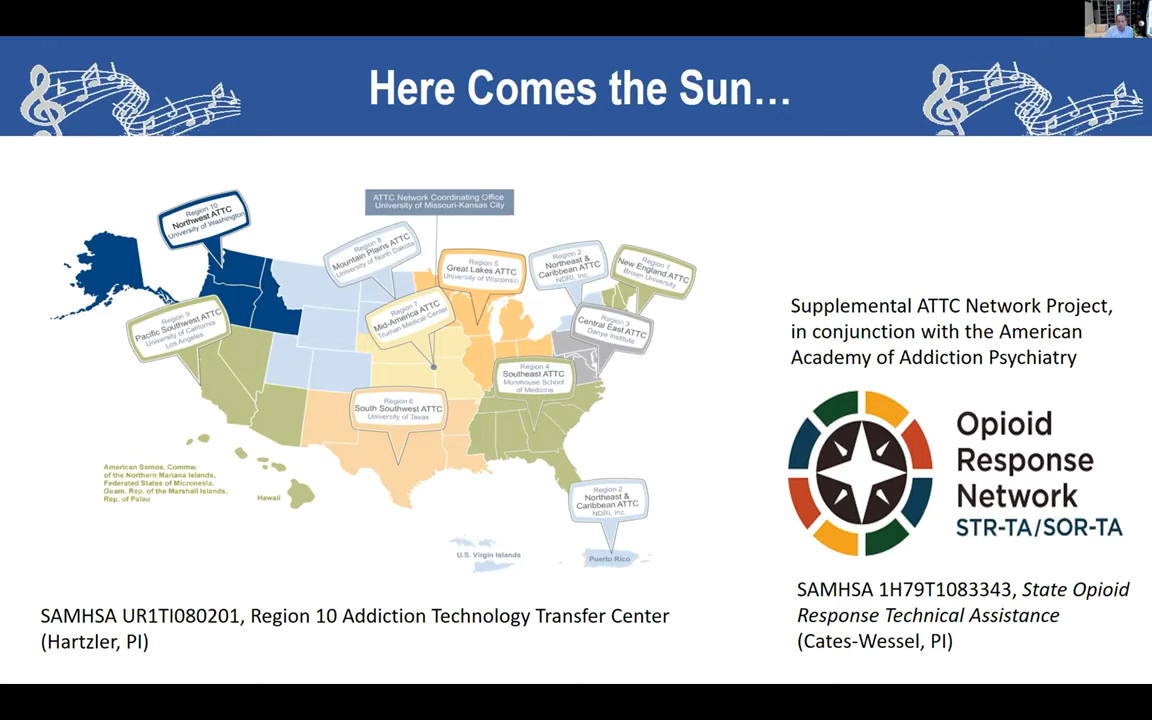 Here Comes the Sun…
ATTC Network Coordinating Office
University of Missouri-Kansas City
Region 10
Northwest ATTC
University of Washington
Region 8
Mountain Plains ATTC
University of North Dakota
Region 5
Great Lakes ATTC
University of Wisconsin
Region 2
Northeast &
Caribbean ATTC
NDRI, Inc.
Region 1
New England ATTC
Brown University
Region 9
Pacific Southwest ATTC
University of California
Los Angeles
Region 7
Mid-America ATTC
Truman Medical Center
Region 3
Central East ATTC
Danya Institute
Region 4
Southeast ATTC
Morehouse School
of Medicine
Region 6
South Southwest ATTC
University of Texas
American Samoa, Commw.
of the Northern Mariana Islands,
Federated States of Micronesia,
Guam, Rep. of the Marshall Islands,
Rep. of Palau
Hawaii
Region 2
Northeast &
Caribbean ATTC
NDRI, Inc.
U.S. Virgin Islands
Puerto Rico
SAMHSA UR1TI080201, Region 10 Addiction Technology Transfer Center
(Hartzler, PI)
Supplemental ATTC Network Project,
in conjunction with the American
Academy of Addiction Psychiatry
Opioid
Response
Network
STR-TA/SOR-TA
SAMHSA 1H79T1083343, State Opioid
Response Technical Assistance
(Cates-Wessel, PI)